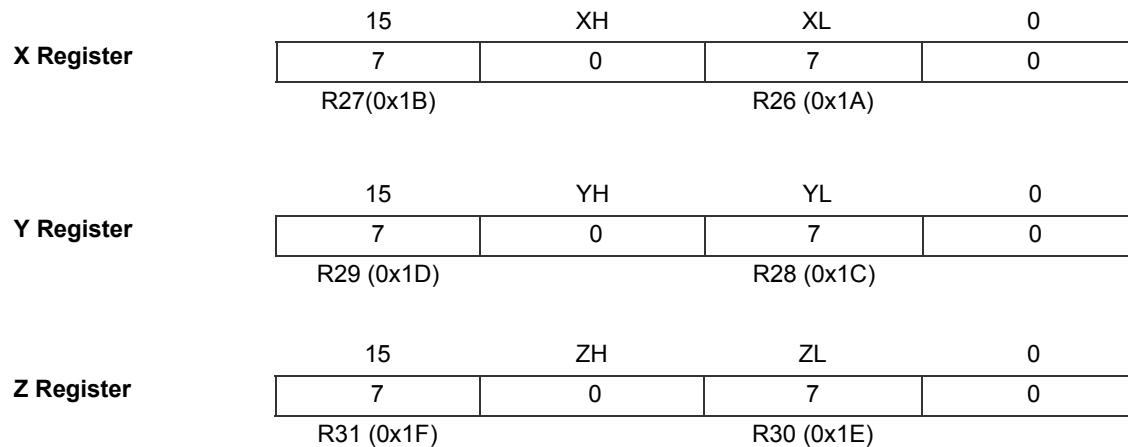 15 XH XL 0
X Register 7 0 7 0
R27(0x1B) R26 (0x1A)
15 YH YL 0
Y Register 7 0 7 0
R29 (0x1D) R28 (0x1C)
15 ZH ZL 0
Z Register 7 0 7 0
R31 (0x1F) R30 (0x1E)